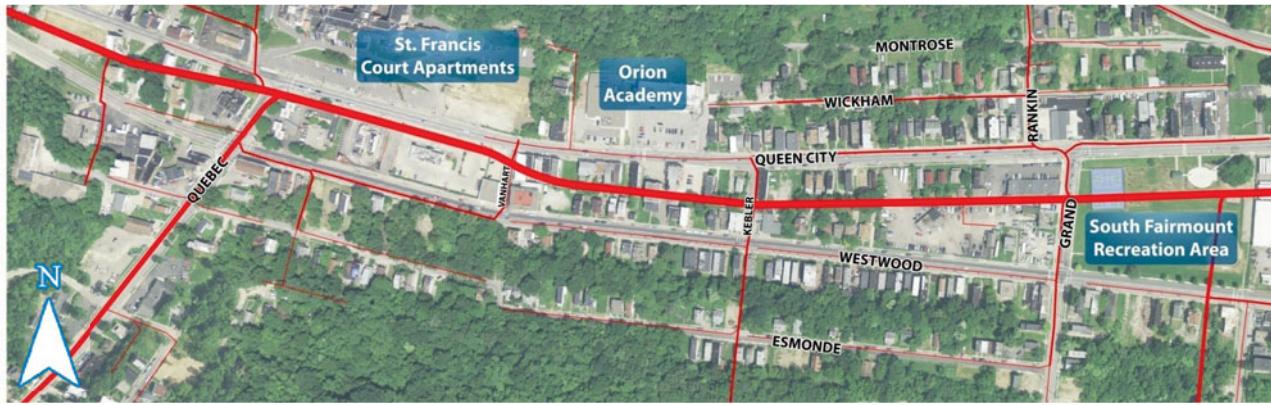 St. Francis
Court Apartments
Orion
Academy
MONTROSE
WICKHAM
RANKIN
QUEEN CITY
QUEBEC
VANHART
KEBLER
GRAND
South Fairmount
Recreation Area
WESTWOOD
N
ESMONDE